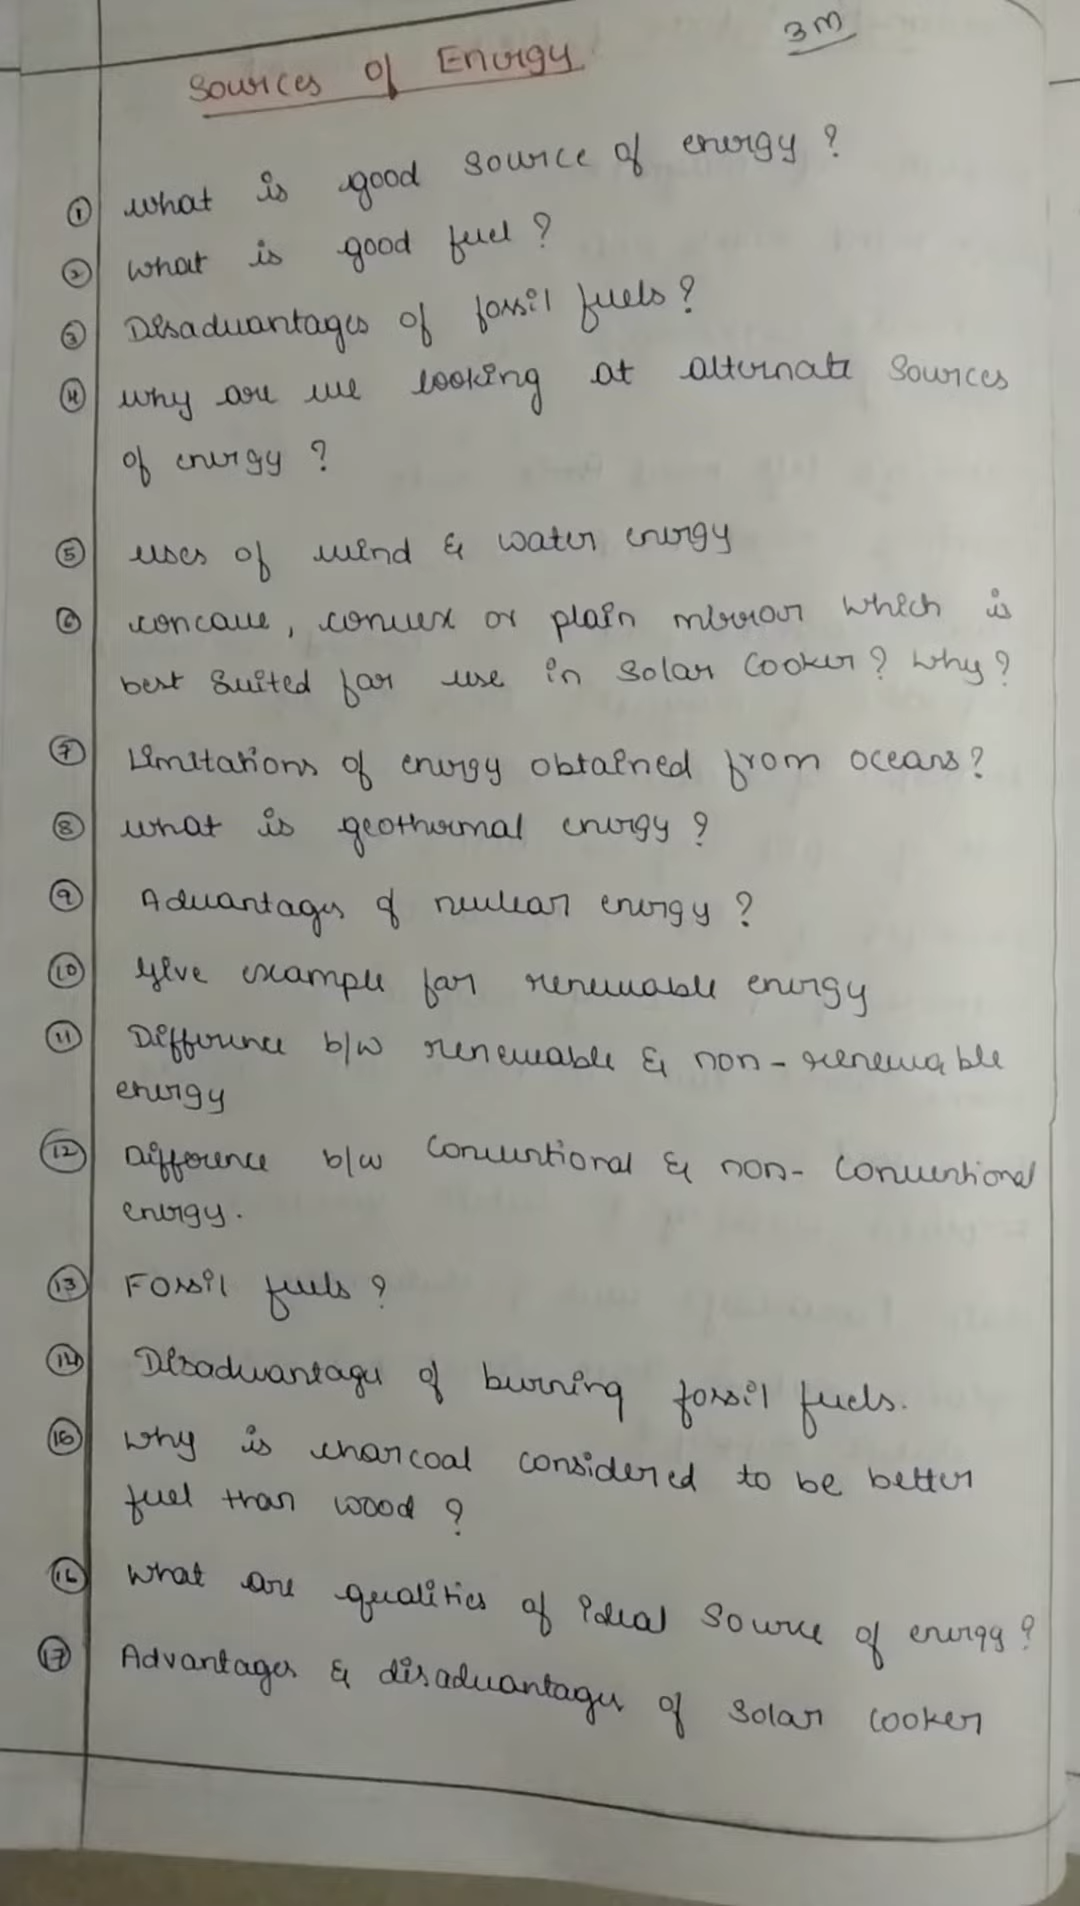 3M
Sources of Energy
① what is good source of energy?
② what is good fuel?
③ Disadvantages of fossil fuels?
④ why are we looking at alternate sources
of energy?
⑤ uses of wind & water energy
⑥ concave, convex or plain mirror which is
best suited for use in solar cooker? why?
⑦ Limitations of energy obtained from oceans?
⑧ what is geothermal energy?
⑨ Advantages of nuclear energy?
⑩ Give example for renewable energy
⑪ Difference b/w renewable & non-renewable
energy
⑫ Difference b/w conventional & non-conventional
energy.
⑬ Fossil fuels?
⑭ Disadvantage of burning fossil fuels.
⑮ why is charcoal considered to be better
fuel than wood?
⑯ What are qualities of ideal source of energy?
⑰ Advantages & disadvantages of solar cooker